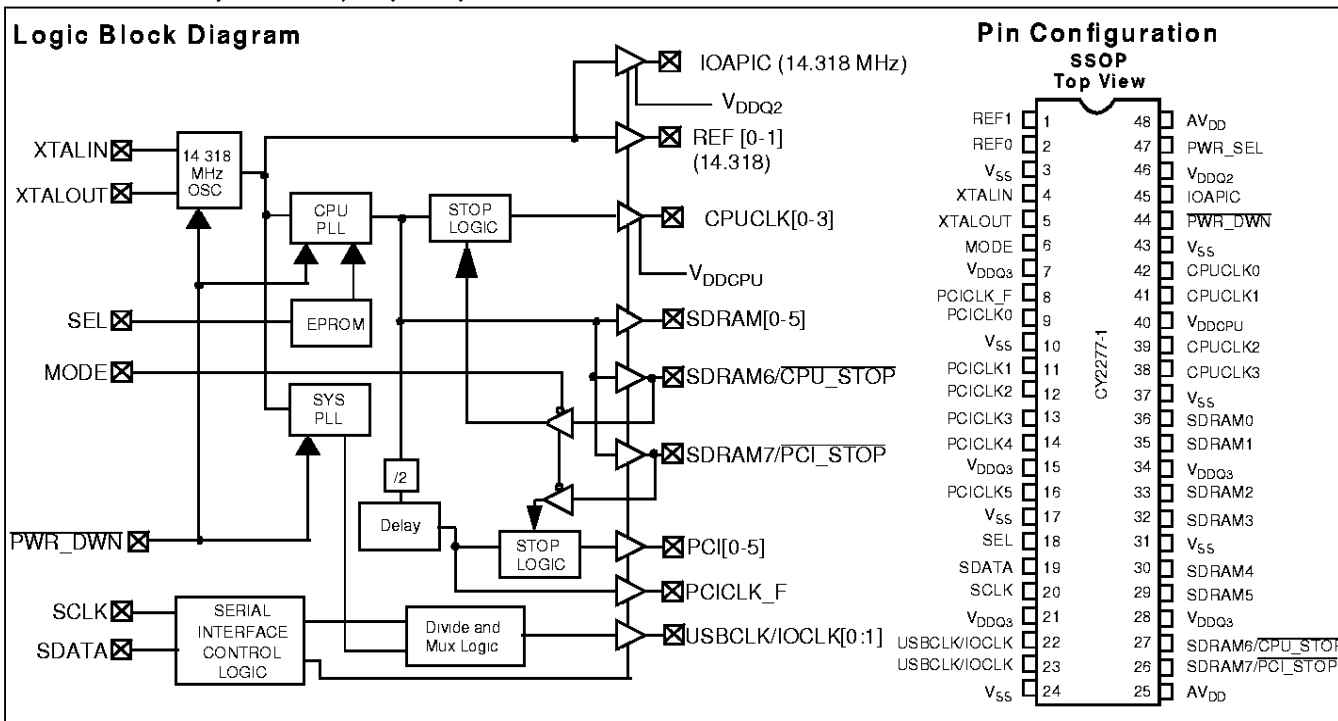 Logic Block Diagram
IOAPIC (14.318 MHz)
VDDQ2
REF [0-1]
(14.318)
XTALIN
XTALOUT
14 318
MHz
OSC
CPU
PLL
STOP
LOGIC
CPUCLK[0-3]
VDDCPU
SEL
EPROM
SDRAM[0-5]
MODE
SDRAM6/CPU_STOP
SYS
PLL
SDRAM7/PCI_STOP
/2
Delay
PWR_DWN
STOP
LOGIC
PCI[0-5]
PCICLK_F
SCLK
SDATA
SERIAL
INTERFACE
CONTROL
LOGIC
Divide and
Mux Logic
USBCLK/IOCLK[0:1]
Pin Configuration
SSOP
Top View
CY2277-1
REF1 1 48 AVDD
REF0 2 47 PWR_SEL
VSS 3 46 VDDQ2
XTALIN 4 45 IOAPIC
XTALOUT 5 44 PWR_DWN
MODE 6 43 VSS
VDDQ3 7 42 CPUCLK0
PCICLK_F 8 41 CPUCLK1
PCICLK0 9 40 VDDCPU
VSS 10 39 CPUCLK2
PCICLK1 11 38 CPUCLK3
PCICLK2 12 37 VSS
PCICLK3 13 36 SDRAM0
PCICLK4 14 35 SDRAM1
VDDQ3 15 34 VDDQ3
PCICLK5 16 33 SDRAM2
VSS 17 32 SDRAM3
SEL 18 31 VSS
SDATA 19 30 SDRAM4
SCLK 20 29 SDRAM5
VDDQ3 21 28 VDDQ3
USBCLK/IOCLK 22 27 SDRAM6/CPU_STOP
USBCLK/IOCLK 23 26 SDRAM7/PCI_STOP
VSS 24 25 AVDD